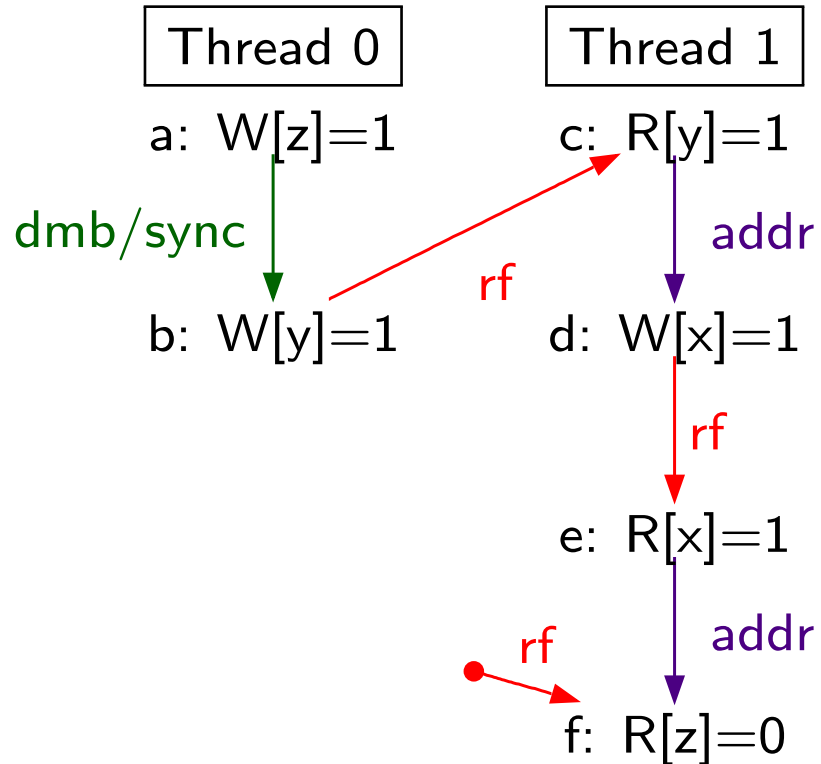 Thread 0
Thread 1
a: W[z]=1
c: R[y]=1
dmb/sync
addr
rf
b: W[y]=1
d: W[x]=1
rf
e: R[x]=1
addr
rf
f: R[z]=0